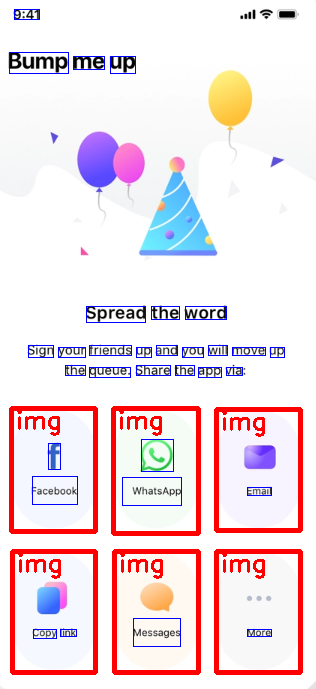 9:41
Bump me up
Spread the word
Sign your friends up and you will move up
the queue. Share the app via:
img img img
Facebook WhatsApp Email
img img img
Copy link Messages More